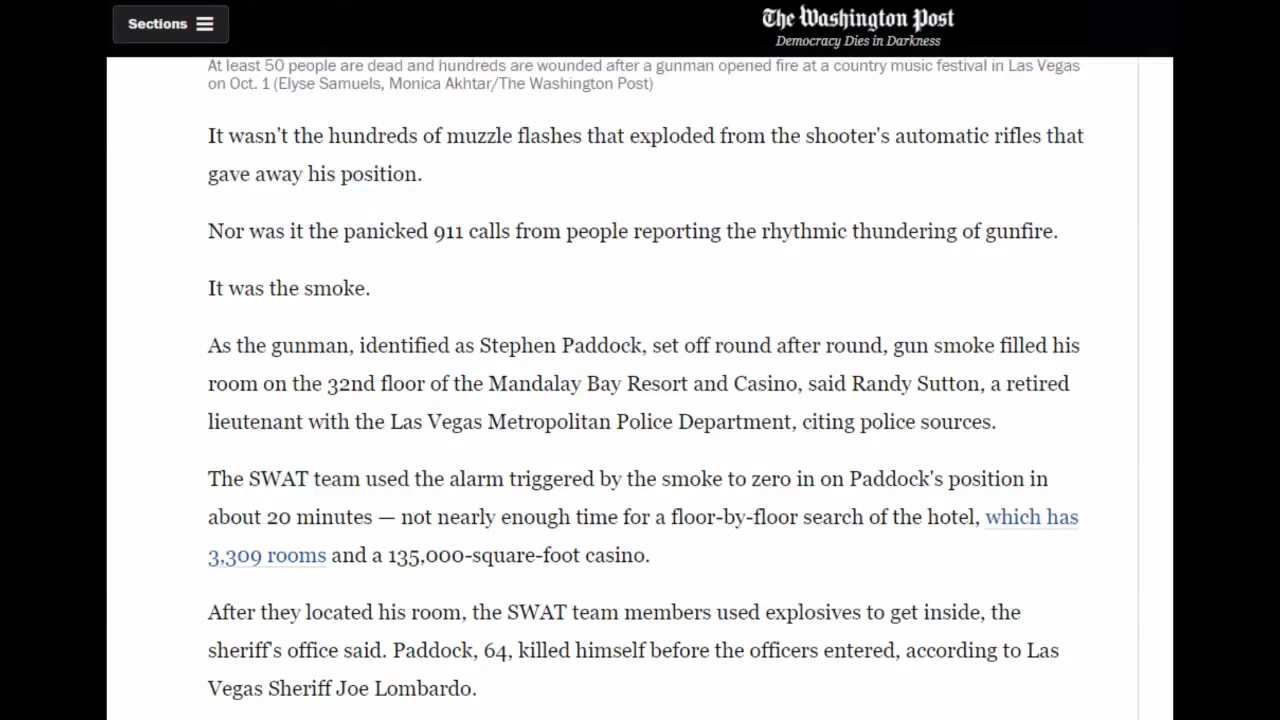 Sections
The Washington Post
Democracy Dies in Darkness
At least 50 people are dead and hundreds are wounded after a gunman opened fire at a country music festival in Las Vegas
on Oct. 1 (Elyse Samuels, Monica Akhtar/The Washington Post)
It wasn't the hundreds of muzzle flashes that exploded from the shooter's automatic rifles that
gave away his position.
Nor was it the panicked 911 calls from people reporting the rhythmic thundering of gunfire.
It was the smoke.
As the gunman, identified as Stephen Paddock, set off round after round, gun smoke filled his
room on the 32nd floor of the Mandalay Bay Resort and Casino, said Randy Sutton, a retired
lieutenant with the Las Vegas Metropolitan Police Department, citing police sources.
The SWAT team used the alarm triggered by the smoke to zero in on Paddock's position in
about 20 minutes — not nearly enough time for a floor-by-floor search of the hotel, which has
3,309 rooms and a 135,000-square-foot casino.
After they located his room, the SWAT team members used explosives to get inside, the
sheriff's office said. Paddock, 64, killed himself before the officers entered, according to Las
Vegas Sheriff Joe Lombardo.